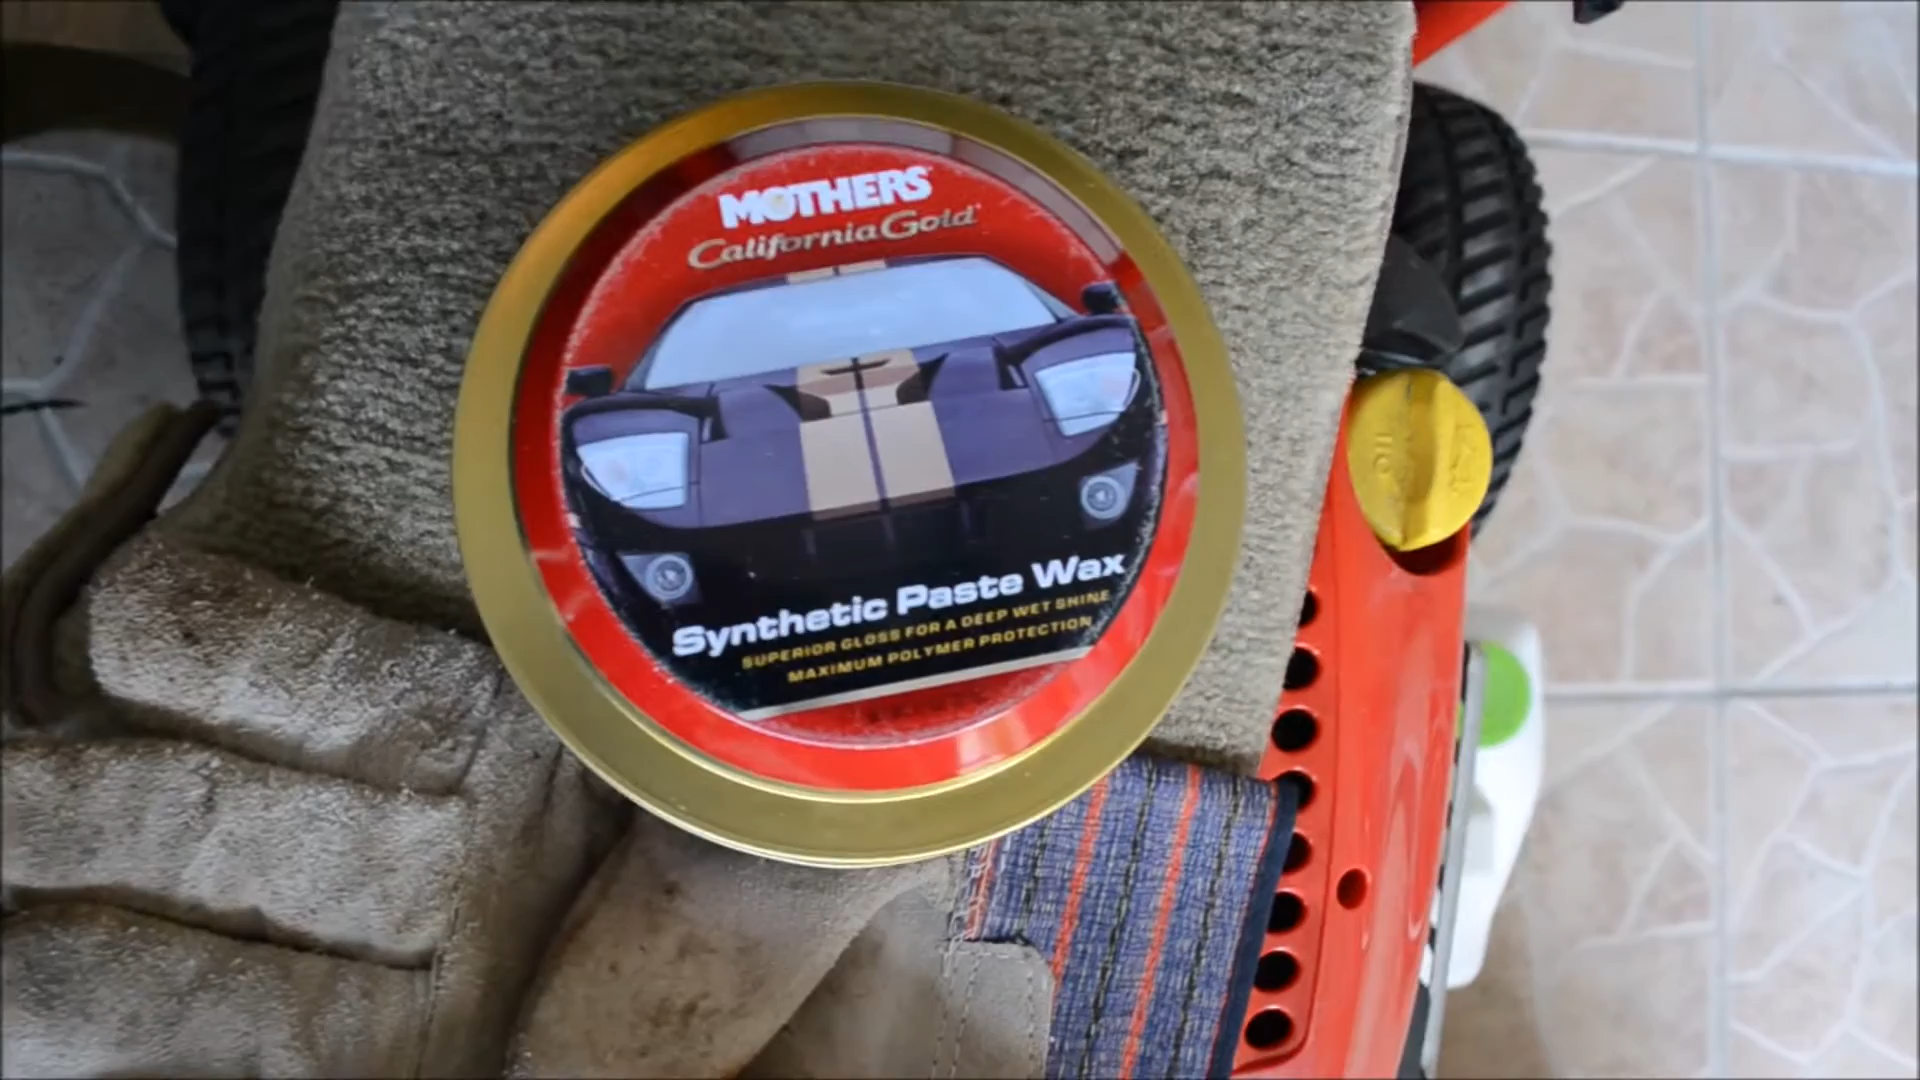 MOTHERS
California Gold
Synthetic Paste Wax
SUPERIOR GLOSS FOR A DEEP WET SHINE
MAXIMUM POLYMER PROTECTION